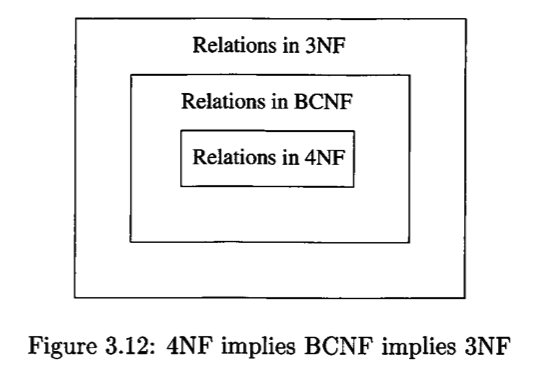 Relations in 3NF
Relations in BCNF
Relations in 4NF
Figure 3.12: 4NF implies BCNF implies 3NF